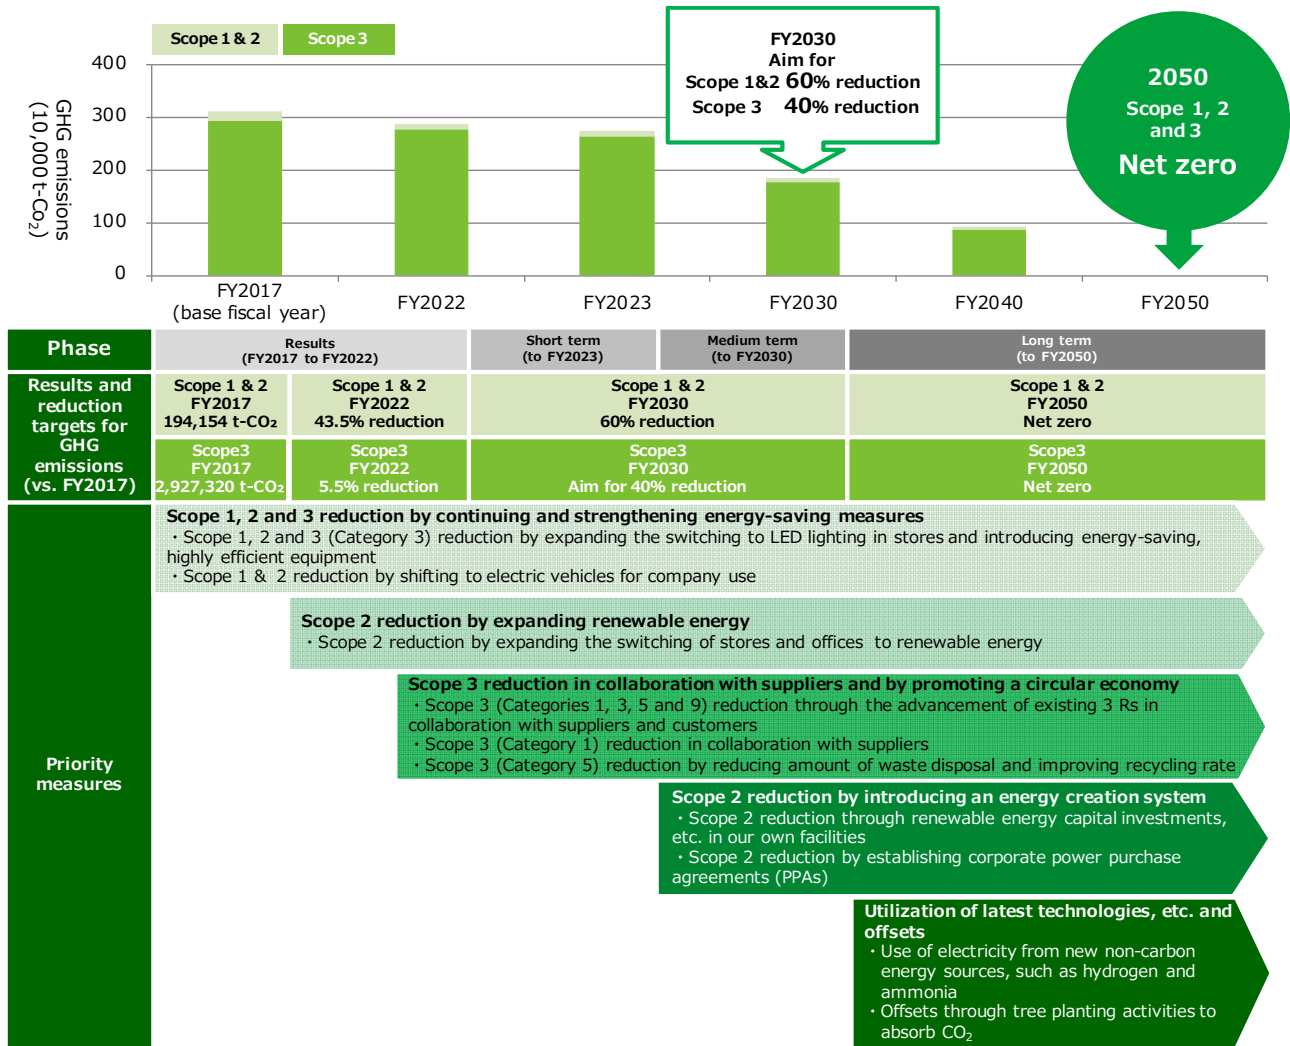 Scope 1 & 2
Scope 3
GHG emissions
(10,000 t-Co₂)
400
300
200
100
0
FY2030
Aim for
Scope 1&2 60% reduction
Scope 3 40% reduction
2050
Scope 1, 2
and 3
Net zero
FY2017
(base fiscal year)
FY2022
FY2023
FY2030
FY2040
FY2050
Phase
Results
(FY2017 to FY2022)
Short term
(to FY2023)
Medium term
(to FY2030)
Long term
(to FY2050)
Results and
reduction
targets for
GHG
emissions
(vs. FY2017)
Scope 1 & 2
FY2017
194,154 t-CO₂
Scope 1 & 2
FY2022
43.5% reduction
Scope 1 & 2
FY2030
60% reduction
Scope 1 & 2
FY2050
Net zero
Scope3
FY2017
2,927,320 t-CO₂
Scope3
FY2022
5.5% reduction
Scope3
FY2030
Aim for 40% reduction
Scope3
FY2050
Net zero
Priority
measures
Scope 1, 2 and 3 reduction by continuing and strengthening energy-saving measures
・Scope 1, 2 and 3 (Category 3) reduction by expanding the switching to LED lighting in stores and introducing energy-saving,
highly efficient equipment
・Scope 1 & 2 reduction by shifting to electric vehicles for company use
Scope 2 reduction by expanding renewable energy
・Scope 2 reduction by expanding the switching of stores and offices to renewable energy
Scope 3 reduction in collaboration with suppliers and by promoting a circular economy
・Scope 3 (Categories 1, 3, 5 and 9) reduction through the advancement of existing 3 Rs in
collaboration with suppliers and customers
・Scope 3 (Category 1) reduction in collaboration with suppliers
・Scope 3 (Category 5) reduction by reducing amount of waste disposal and improving recycling rate
Scope 2 reduction by introducing an energy creation system
・Scope 2 reduction through renewable energy capital investments,
etc. in our own facilities
・Scope 2 reduction by establishing corporate power purchase
agreements (PPAs)
Utilization of latest technologies, etc. and
offsets
・Use of electricity from new non-carbon
energy sources, such as hydrogen and
ammonia
・Offsets through tree planting activities to
absorb CO₂